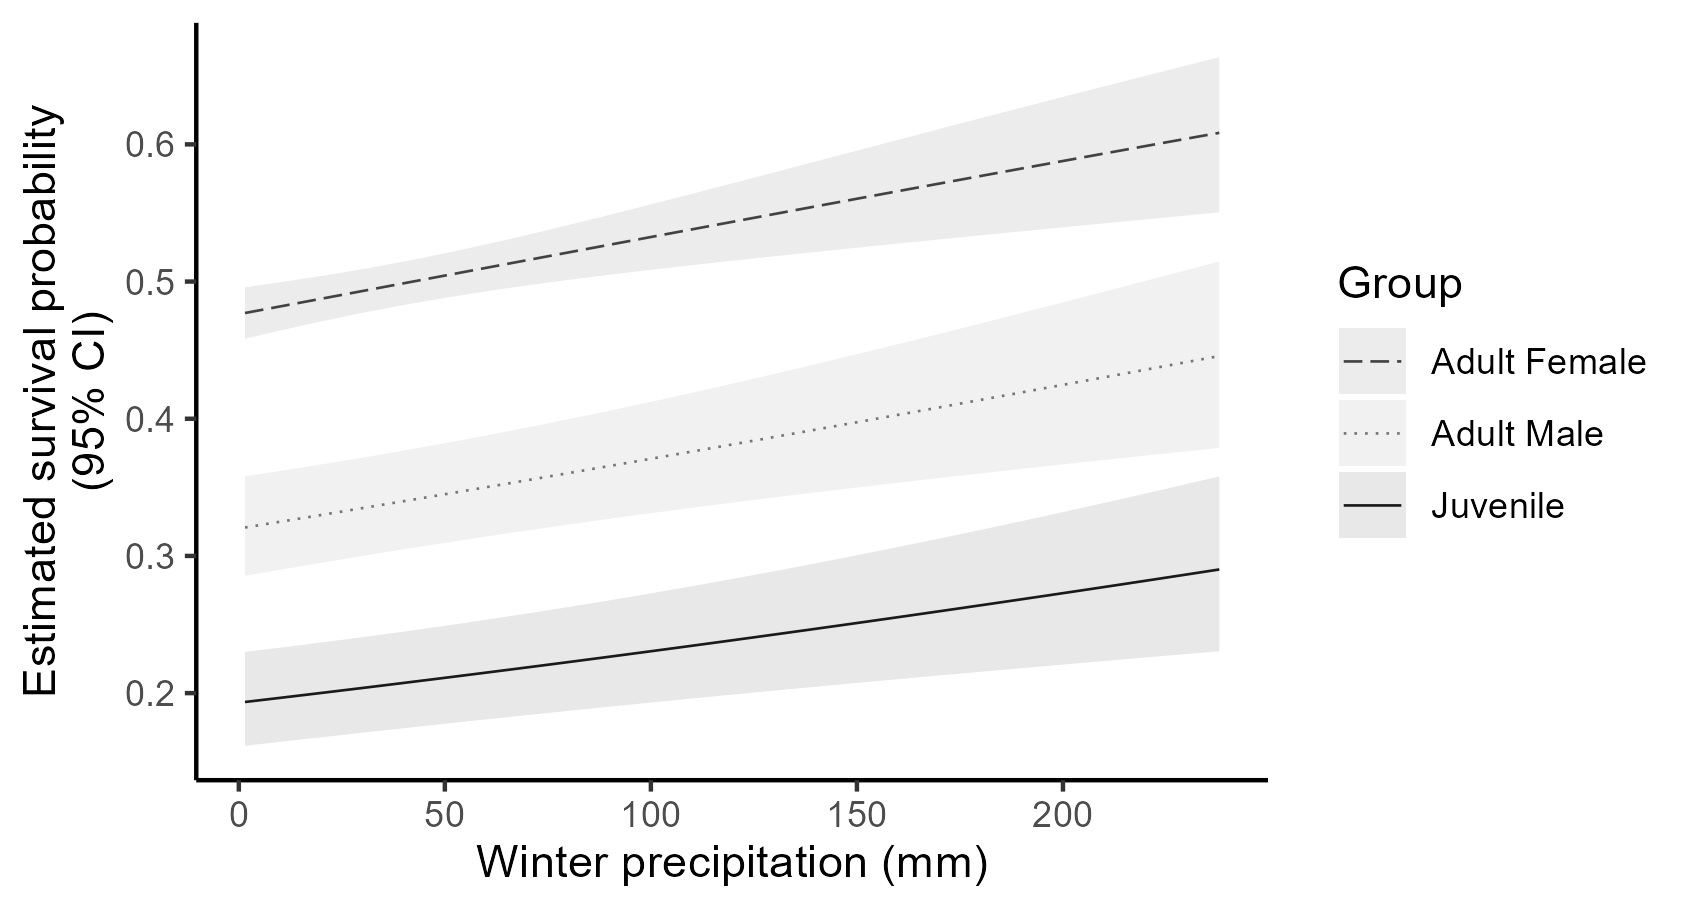 Estimated survival probability
(95% CI)
0.6
0.5
0.4
0.3
0.2
0
50
100
150
200
Winter precipitation (mm)
Group
Adult Female
Adult Male
Juvenile